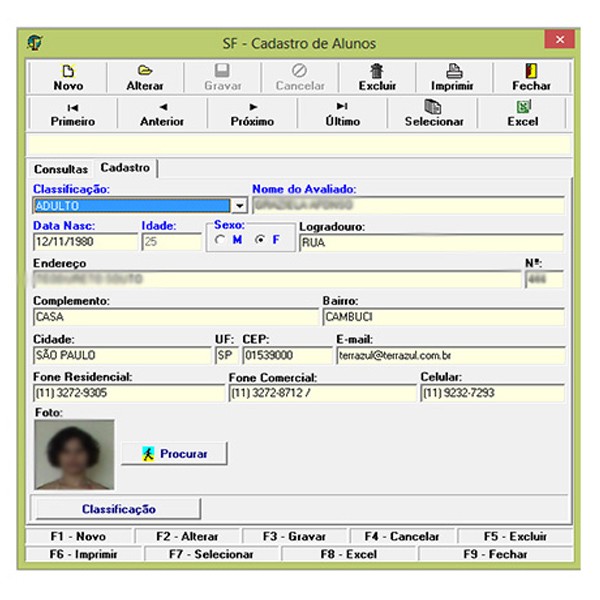 SF - Cadastro de Alunos
Novo Alterar Gravar Cancelar Excluir Imprimir Fechar
Primeiro Anterior Próximo Último Selecionar Excel
Consultas Cadastro
Classificação: Nome do Avaliado:
ADULTO
Data Nasc: Idade: Sexo: Logradouro:
12/11/1980 25 M F RUA
Endereço Nº:
Complemento: Bairro:
CASA CAMBUCI
Cidade: UF: CEP: E-mail:
SÃO PAULO SP 01539000 terrazul@terrazul.com.br
Fone Residencial: Fone Comercial: Celular:
(11) 3272-9305 (11) 3272-8712 / (11) 9232-7293
Foto:
Procurar
Classificação
F1 - Novo F2 - Alterar F3 - Gravar F4 - Cancelar F5 - Excluir
F6 - Imprimir F7 - Selecionar F8 - Excel F9 - Fechar